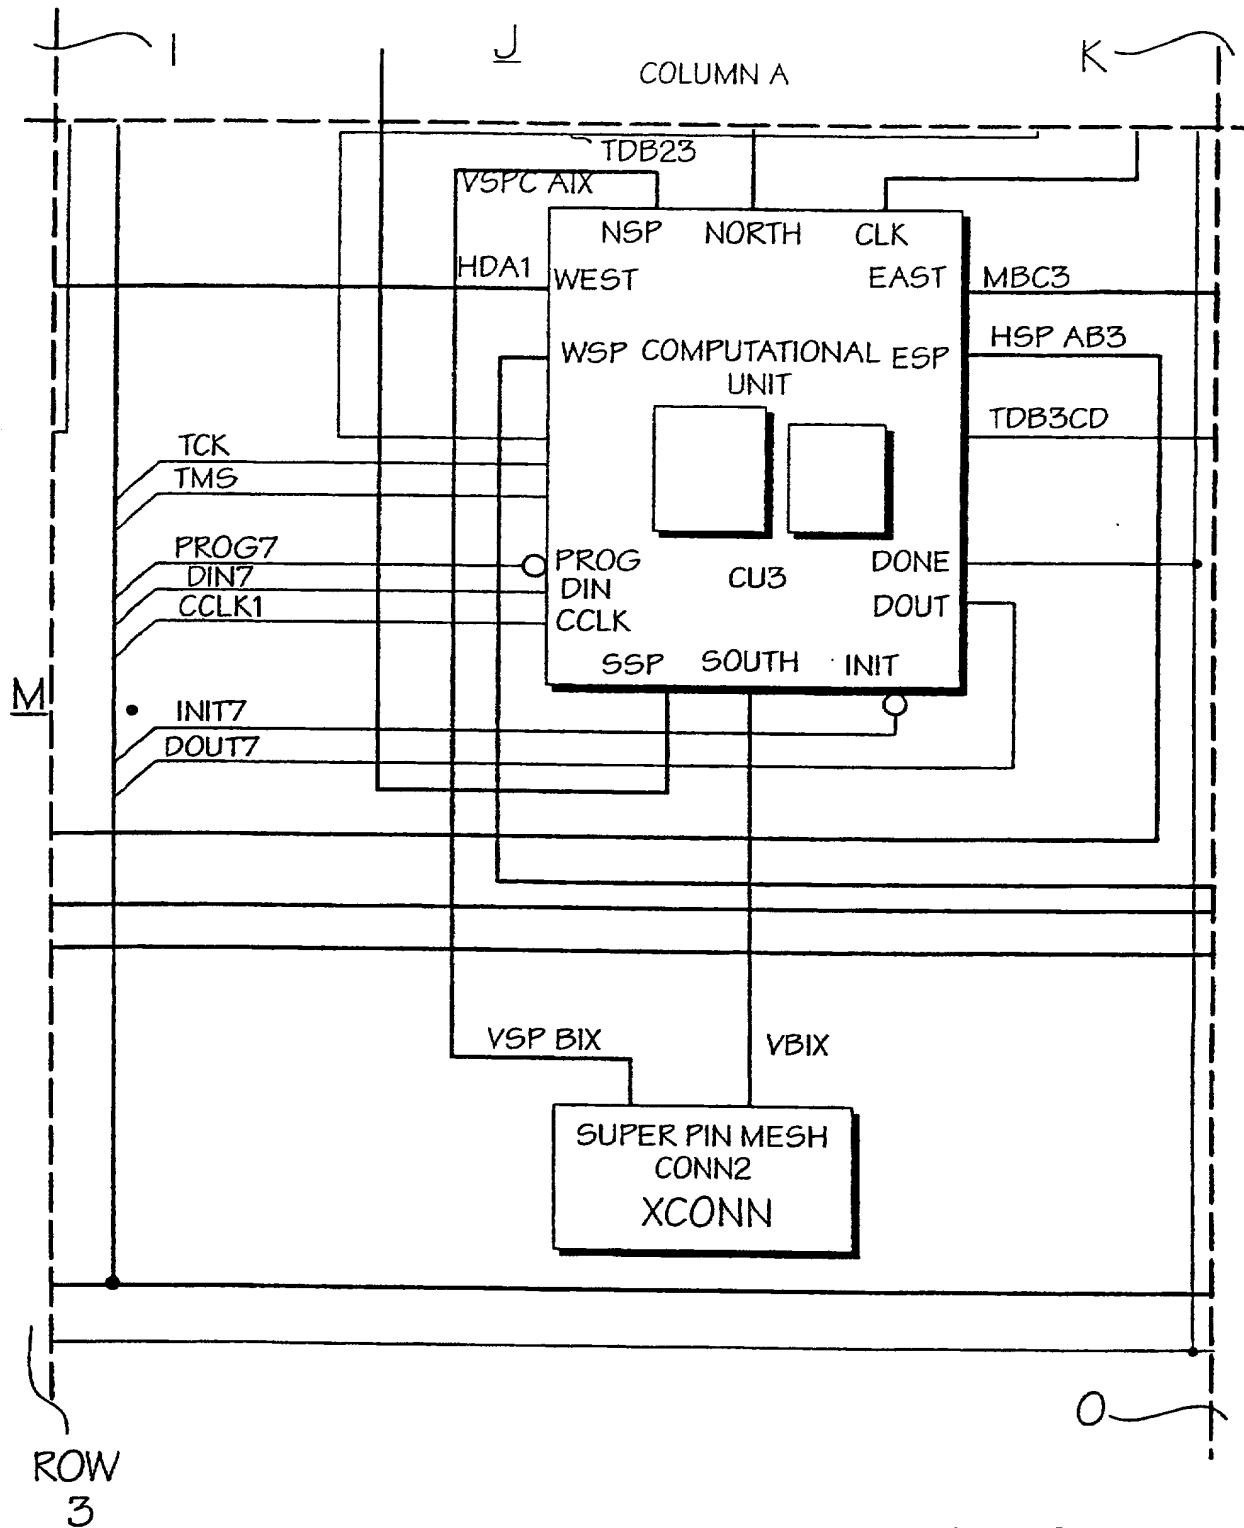 I
J
K
COLUMN A
TDB23
VSPC AIX
NSP
NORTH
CLK
HDA1
WEST
EAST
MBC3
WSP
COMPUTATIONAL
UNIT
ESP
HSP AB3
TDB3CD
TCK
TMS
PROG7
PROG
DONE
DIN7
DIN
CU3
CCLK1
CCLK
DOUT
SSP
SOUTH
INIT
M
INIT7
DOUT7
VSP BIX
VBIX
SUPER PIN MESH
CONN2
XCONN
O
ROW
3